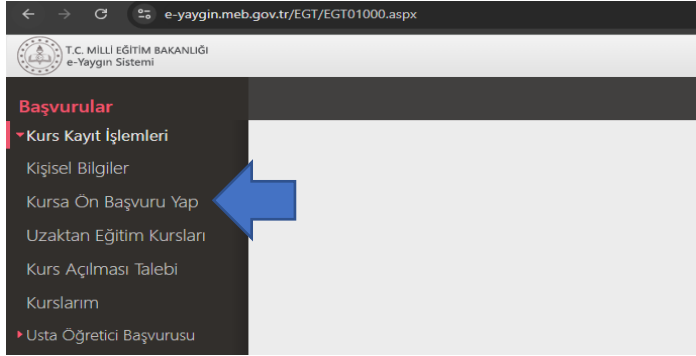 e-yaygin.meb.gov.tr/EGT/EGT01000.aspx
T.C. MİLLİ EĞİTİM BAKANLIĞI
e-Yaygın Sistemi
Başvurular
Kurs Kayıt İşlemleri
Kişisel Bilgiler
Kursa Ön Başvuru Yap
Uzaktan Eğitim Kursları
Kurs Açılması Talebi
Kurslarım
Usta Öğretici Başvurusu